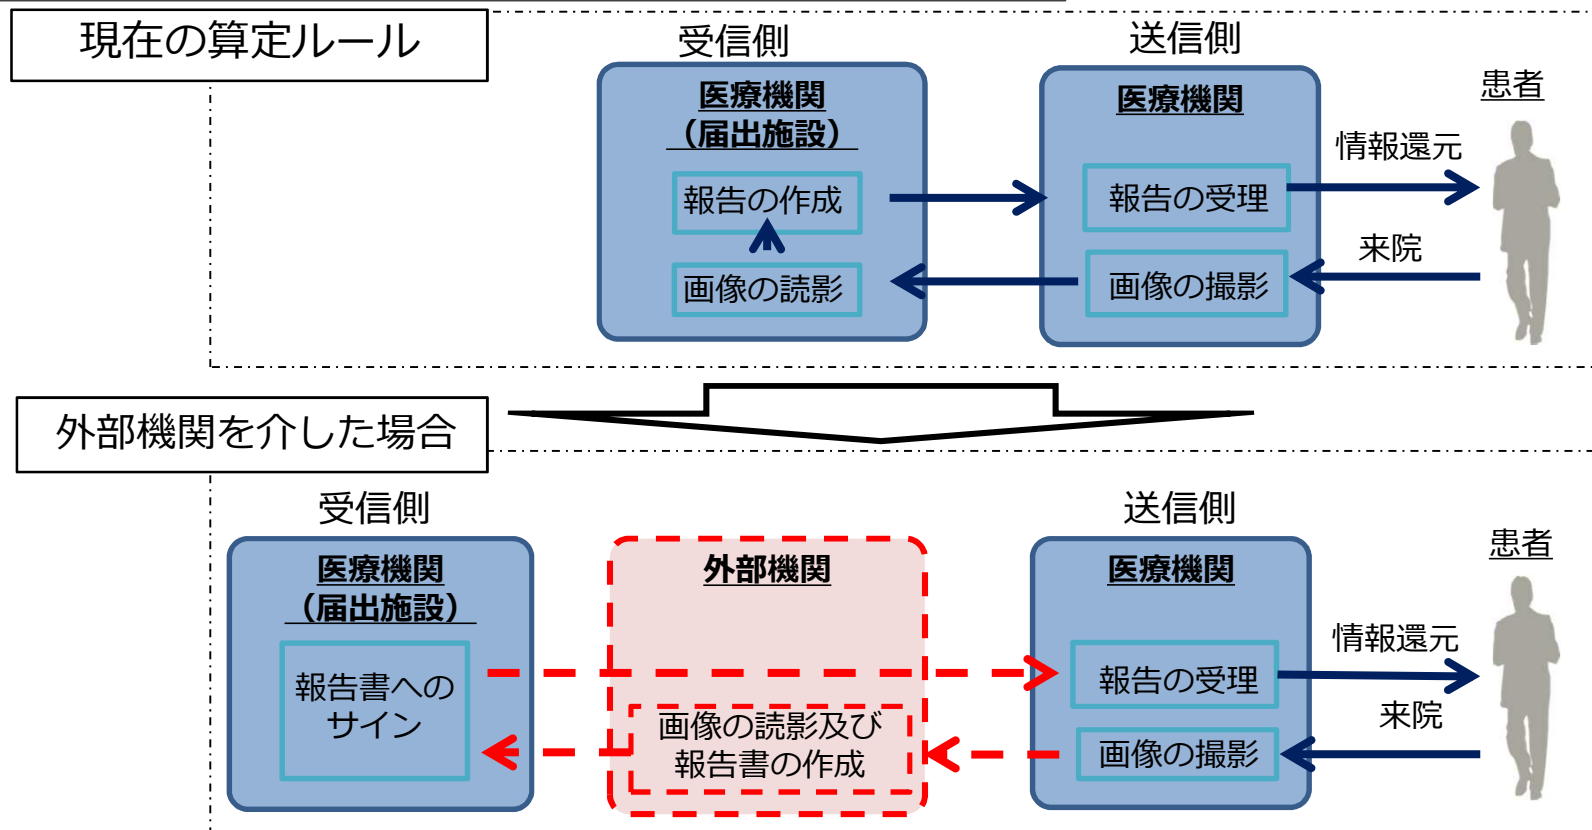 現在の算定ルール
受信側
送信側
医療機関
（届出施設）
医療機関
患者
情報還元
報告の作成
報告の受理
来院
画像の読影
画像の撮影
外部機関を介した場合
受信側
送信側
医療機関
（届出施設）
外部機関
医療機関
患者
情報還元
報告書への
サイン
報告の受理
来院
画像の読影及び
報告書の作成
画像の撮影